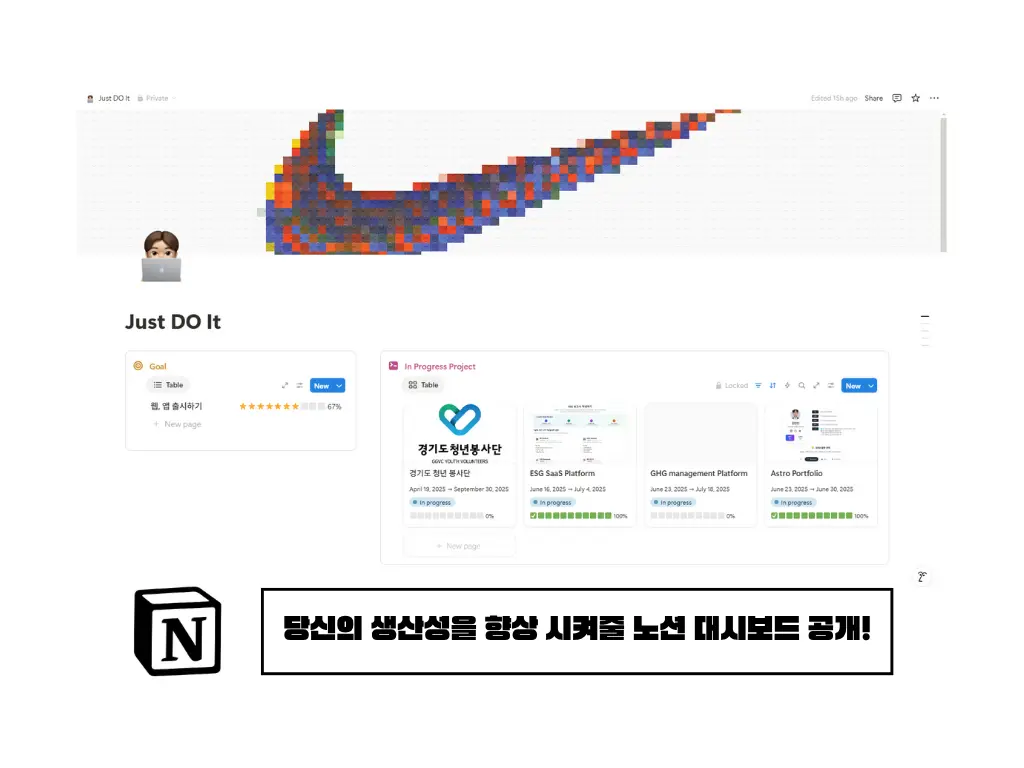 Just DO It Private
Edited 15h ago Share
Just DO It
Goal
Table New
웹, 앱 출시하기 67%
+ New page
In Progress Project
Table Locked New
경기도청년봉사단
GGYC YOUTH VOLUNTEERS
경기도 청년 봉사단
April 19, 2025 → September 30, 2025
In progress
0%
ESG SaaS Platform
June 16, 2025 → July 4, 2025
In progress
100%
GHG management Platform
June 23, 2025 → July 18, 2025
In progress
0%
Astro Portfolio
June 23, 2025 → June 30, 2025
In progress
100%
+ New page
N
당신의 생산성을 항상 시켜줄 노션 대시보드 공개!